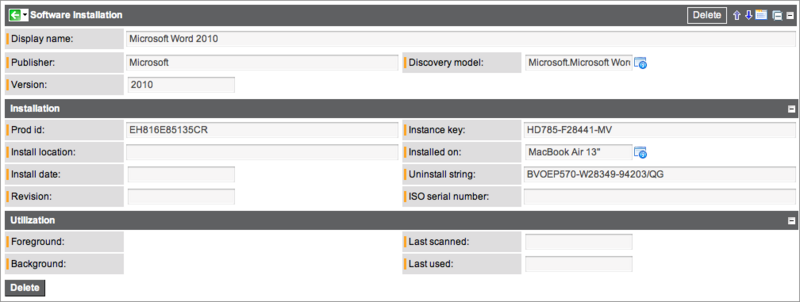 Software Installation Delete
Display name: Microsoft Word 2010
Publisher: Microsoft Discovery model: Microsoft.Microsoft Word
Version: 2010
Installation
Prod id: EH816E85135CR Instance key: HD785-F28441-MV
Install location: Installed on: MacBook Air 13"
Install date: Uninstall string: BVOEP570-W28349-94203/QG
Revision: ISO serial number:
Utilization
Foreground: Last scanned:
Background: Last used:
Delete